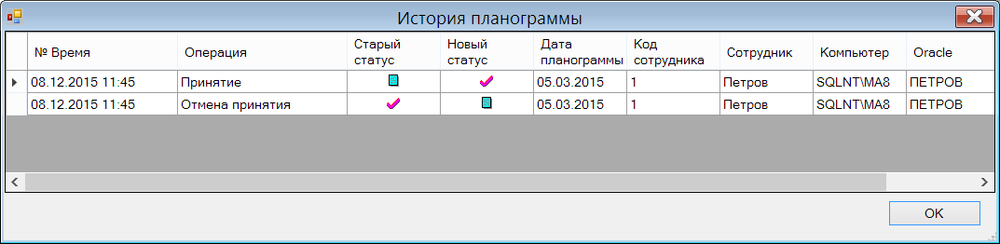 История планограммы
№ Время Операция Старый статус Новый статус Дата планограммы Код сотрудника Сотрудник Компьютер Oracle
08.12.2015 11:45 Принятие 05.03.2015 1 Петров SQLNT\MA8 ПЕТРОВ
08.12.2015 11:45 Отмена принятия 05.03.2015 1 Петров SQLNT\MA8 ПЕТРОВ
OK